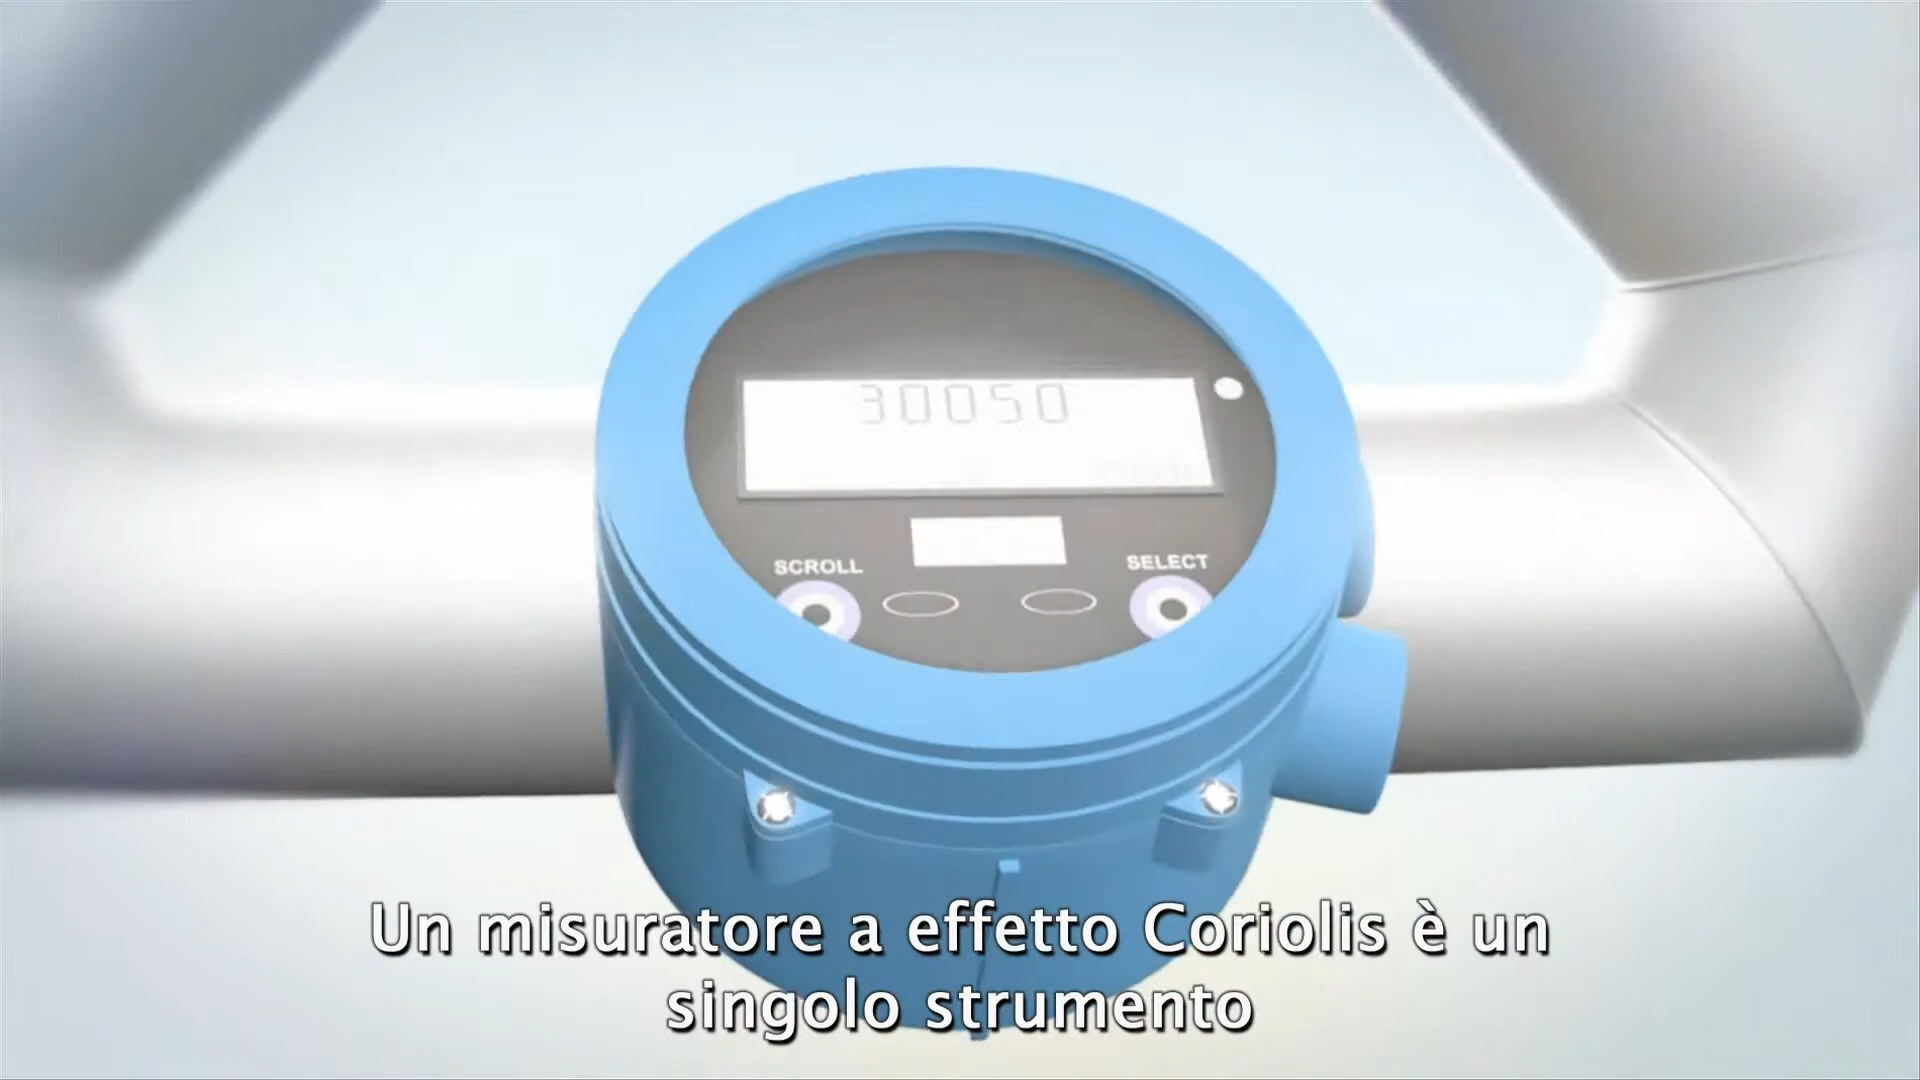 30050
SCROLL
SELECT
Un misuratore a effetto Coriolis è un
singolo strumento